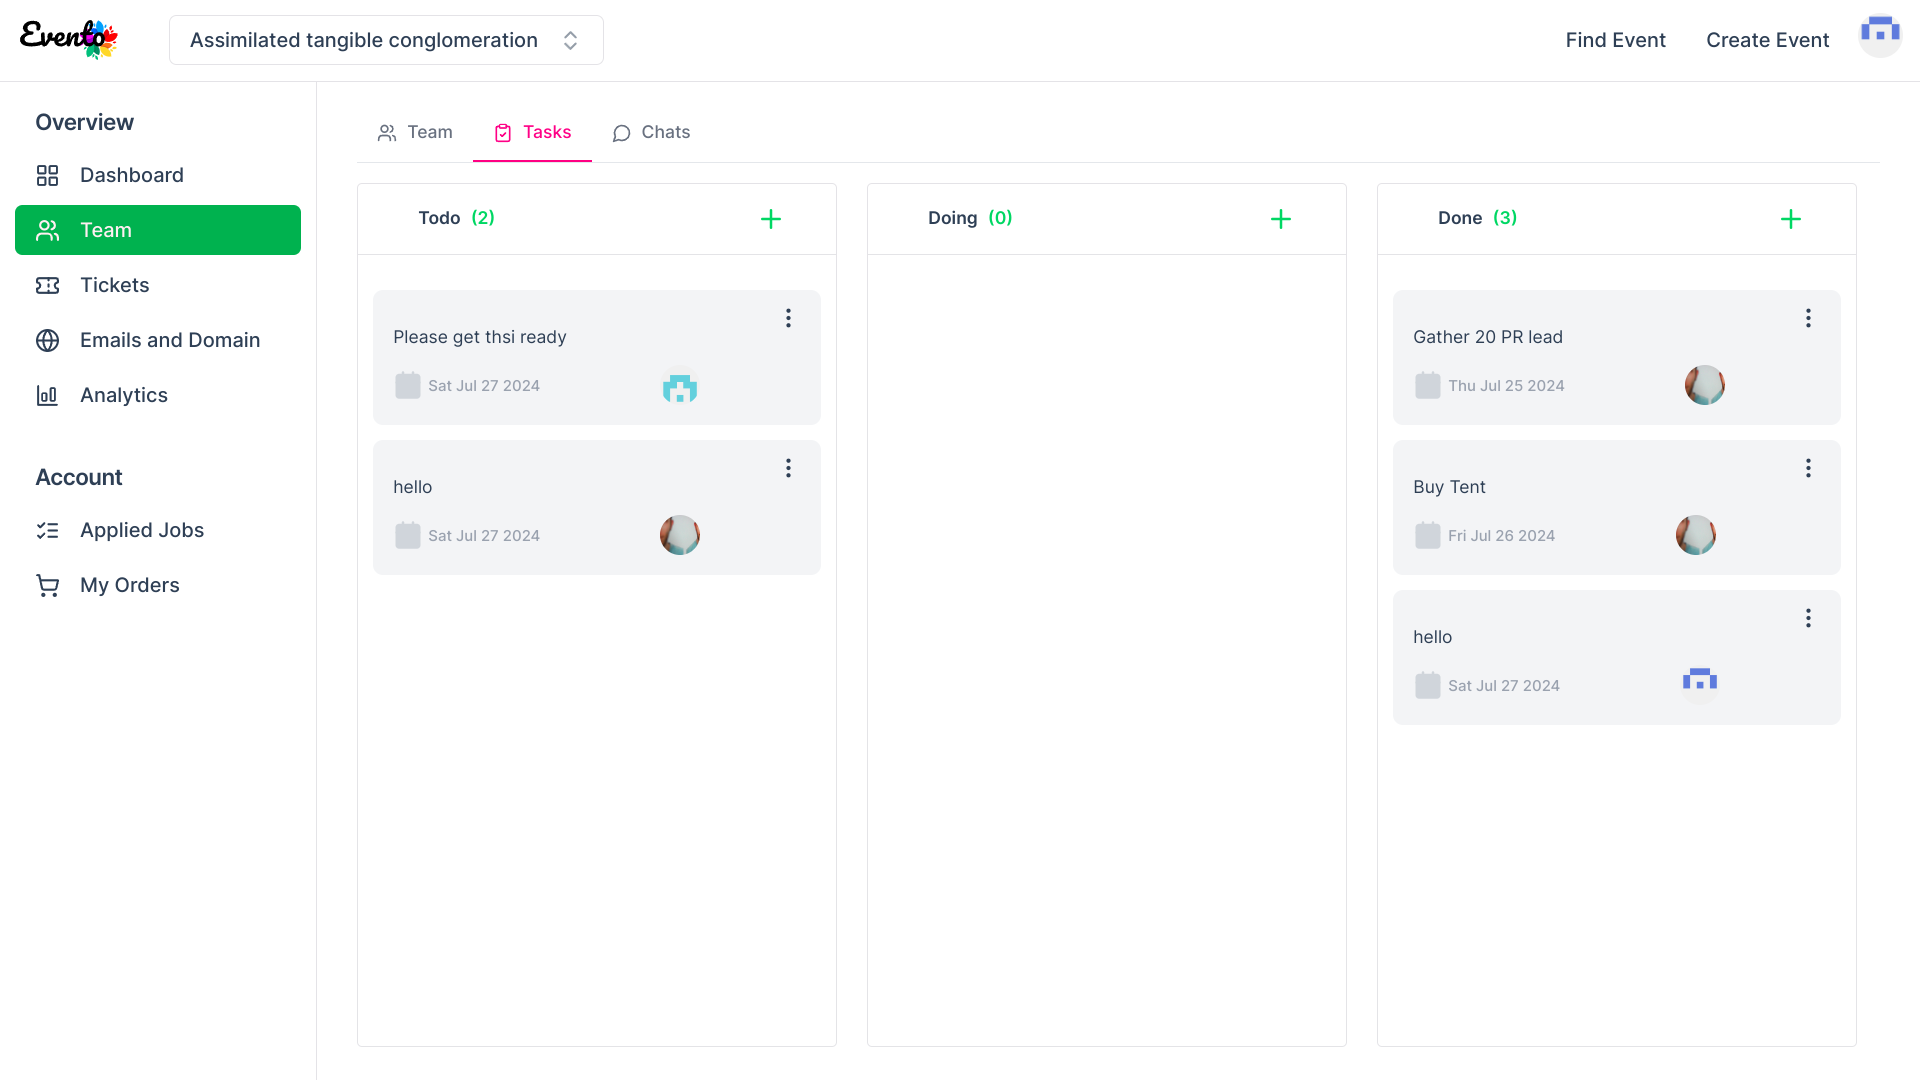 Evento
Assimilated tangible conglomeration
Find Event
Create Event
Overview
Dashboard
Team
Tickets
Emails and Domain
Analytics
Account
Applied Jobs
My Orders
Team
Tasks
Chats
Todo (2)
Please get thsi ready
Sat Jul 27 2024
hello
Sat Jul 27 2024
Doing (0)
Done (3)
Gather 20 PR lead
Thu Jul 25 2024
Buy Tent
Fri Jul 26 2024
hello
Sat Jul 27 2024